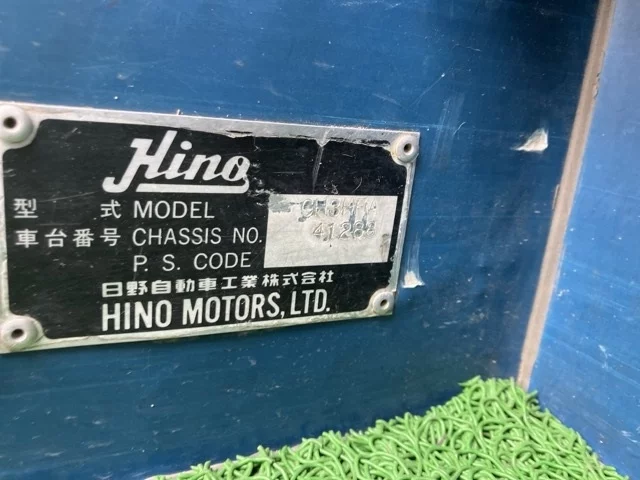 Hino
型 式 MODEL
車台番号 CHASSIS NO.
P. S. CODE
日野自動車工業株式会社
HINO MOTORS, LTD.